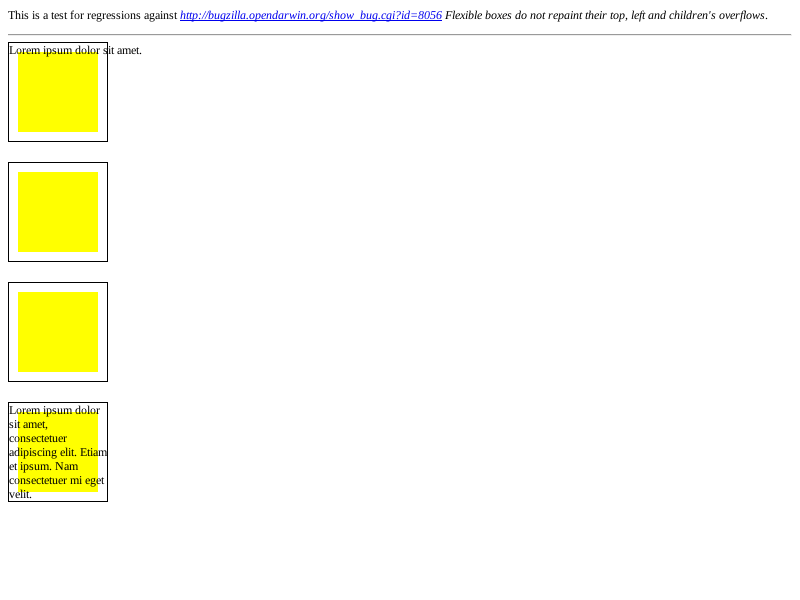 This is a test for regressions against http://bugzilla.opendarwin.org/show_bug.cgi?id=8056 Flexible boxes do not repaint their top, left and children's overflows.
Lorem ipsum dolor sit amet.
Lorem ipsum dolor
sit amet,
consectetuer
adipiscing elit. Etiam
et ipsum. Nam
consectetuer mi eget
velit.